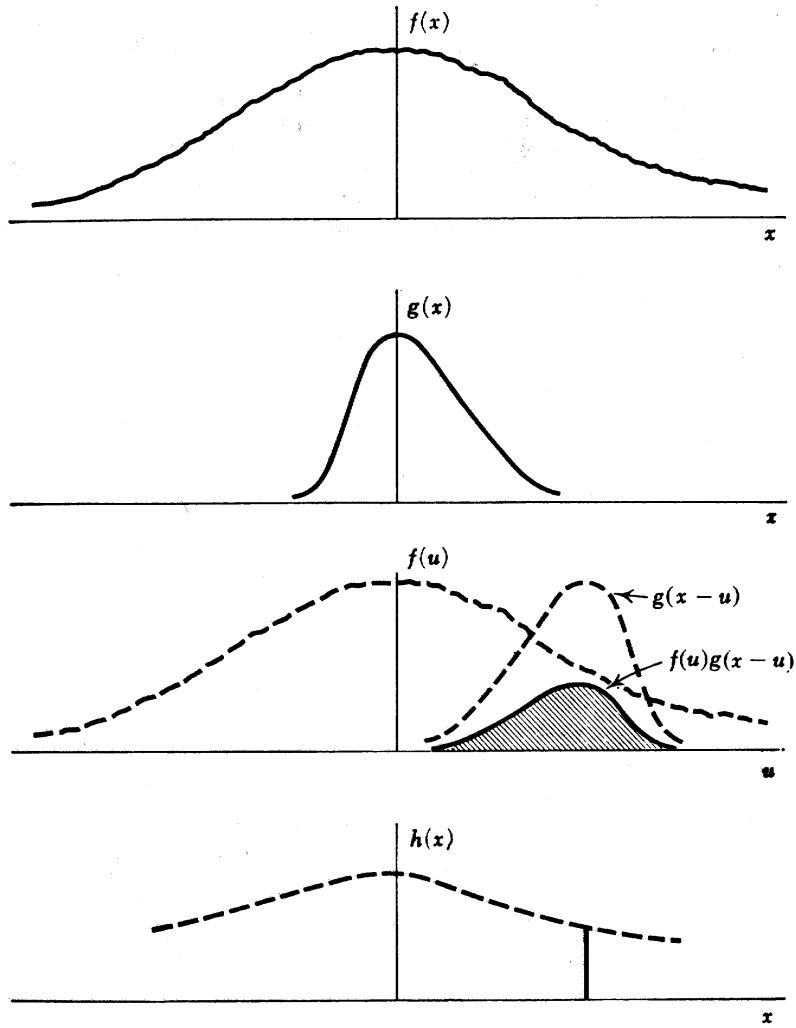 f(x)
x
g(x)
x
f(u)
g(x − u)
f(u)g(x − u)
u
h(x)
x